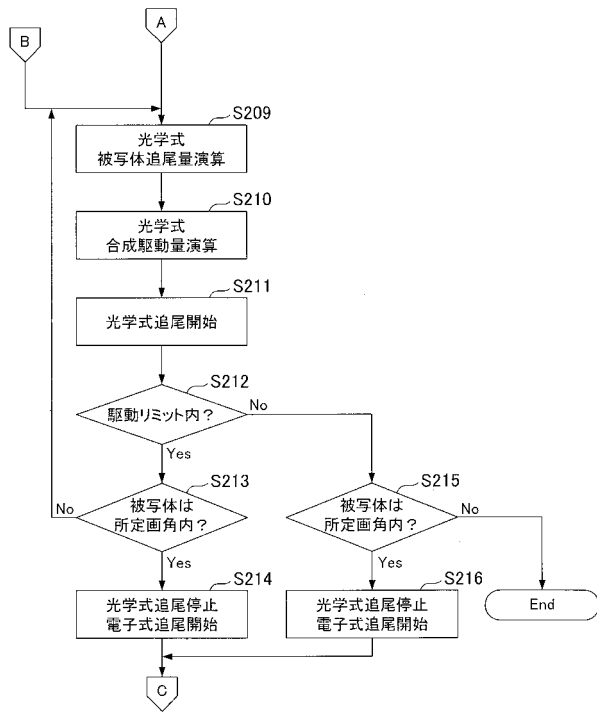 A
B
S209
光学式
被写体追尾量演算
S210
光学式
合成駆動量演算
S211
光学式追尾開始
S212
駆動リミット内?
No
Yes
S213
被写体は
所定画角内?
No
Yes
S215
被写体は
所定画角内?
No
Yes
S214
光学式追尾停止
電子式追尾開始
S216
光学式追尾停止
電子式追尾開始
End
C